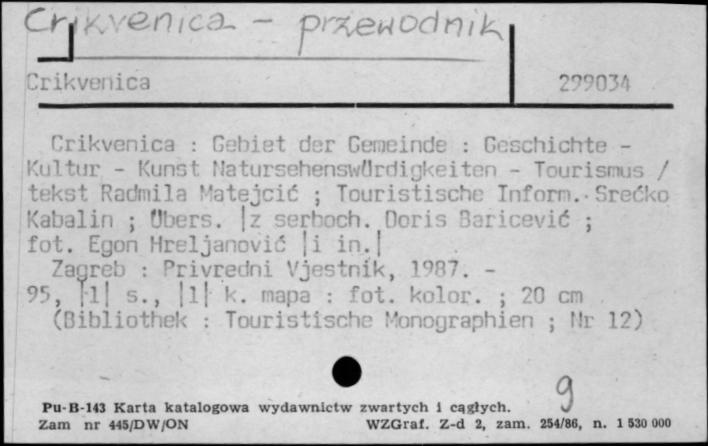 Crikvenica - przewodnik
Crikvenica 299034
Crikvenica : Gebiet der Gemeinde : Geschichte -
Kultur - Kunst Natursehenswürdigkeiten - Tourismus /
tekst Radmila Matejcić ; Touristische Inform. Srećko
Kabalin ; Übers. |z serboch. Doris Baricević ;
fot. Egon Hreljanović |i in.|
Zagreb : Privredni Vjestnik, 1987. -
95, |1| s., |1| k. mapa : fot. kolor. ; 20 cm
(Bibliothek : Touristische Monographien ; Nr 12)
g
Pu-B-143 Karta katalogowa wydawnictw zwartych i cągłych.
Zam nr 445/DW/ON WZGraf. Z-d 2, zam. 254/86, n. 1 530 000